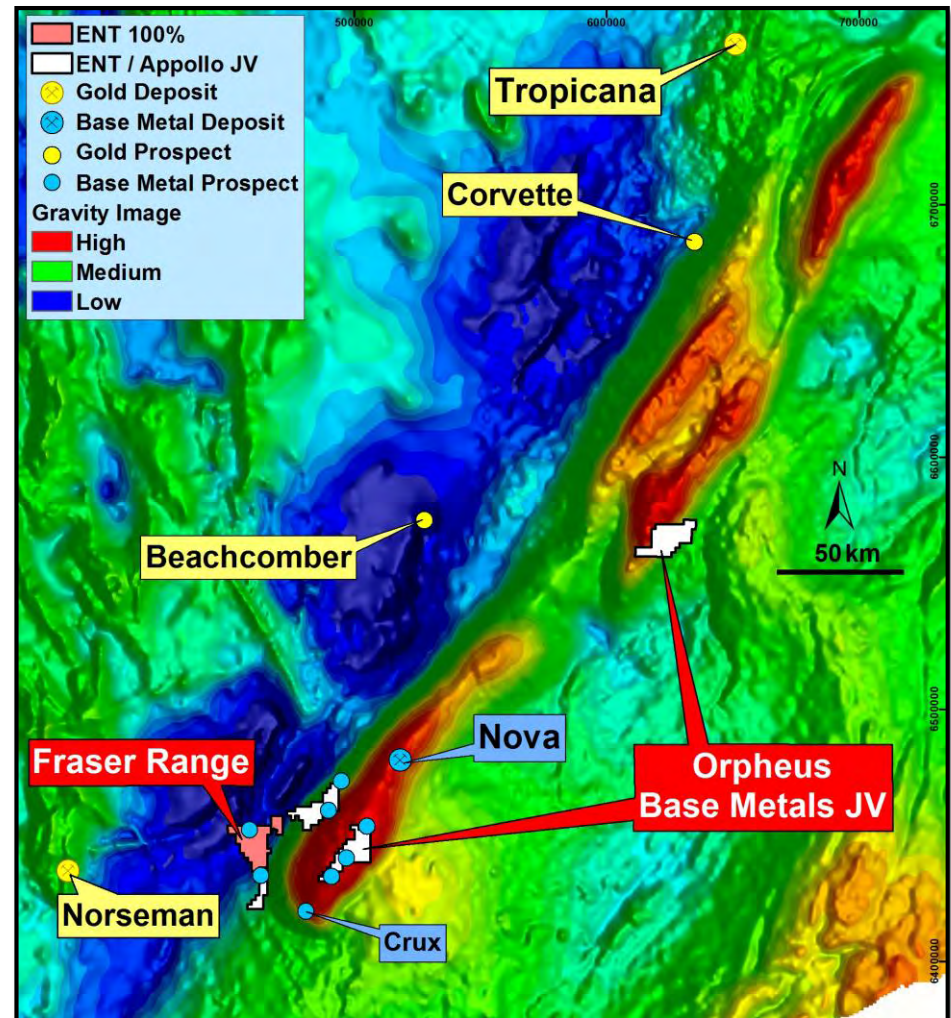 500000
600000
700000
ENT 100%
ENT / Appollo JV
Gold Deposit
Base Metal Deposit
Gold Prospect
Base Metal Prospect
Gravity Image
High
Medium
Low
Tropicana
Corvette
6700000
6600000
N
50 km
Beachcomber
6500000
Nova
Fraser Range
Orpheus
Base Metals JV
Norseman
Crux
6400000